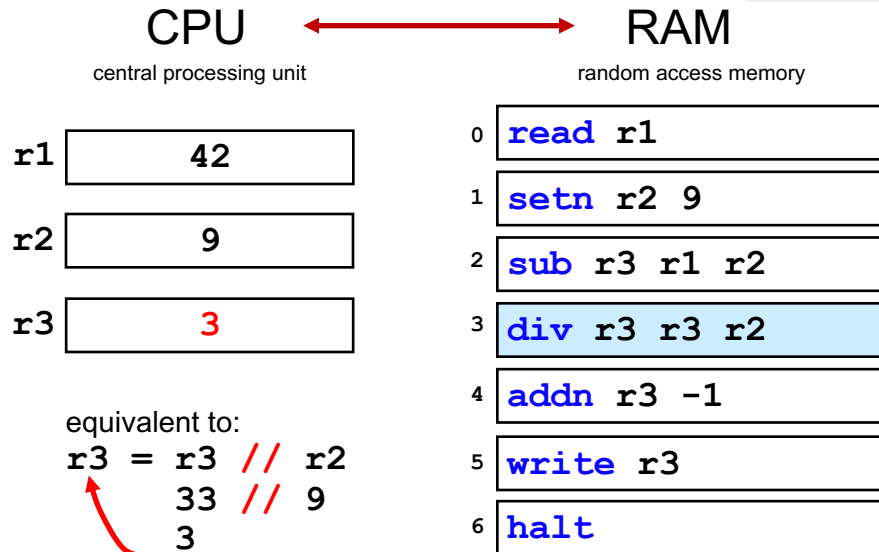 CPU
central processing unit
r1 42
r2 9
r3 3
equivalent to:
r3 = r3 // r2
33 // 9
3
RAM
random access memory
0 read r1
1 setn r2 9
2 sub r3 r1 r2
3 div r3 r3 r2
4 addn r3 -1
5 write r3
6 halt